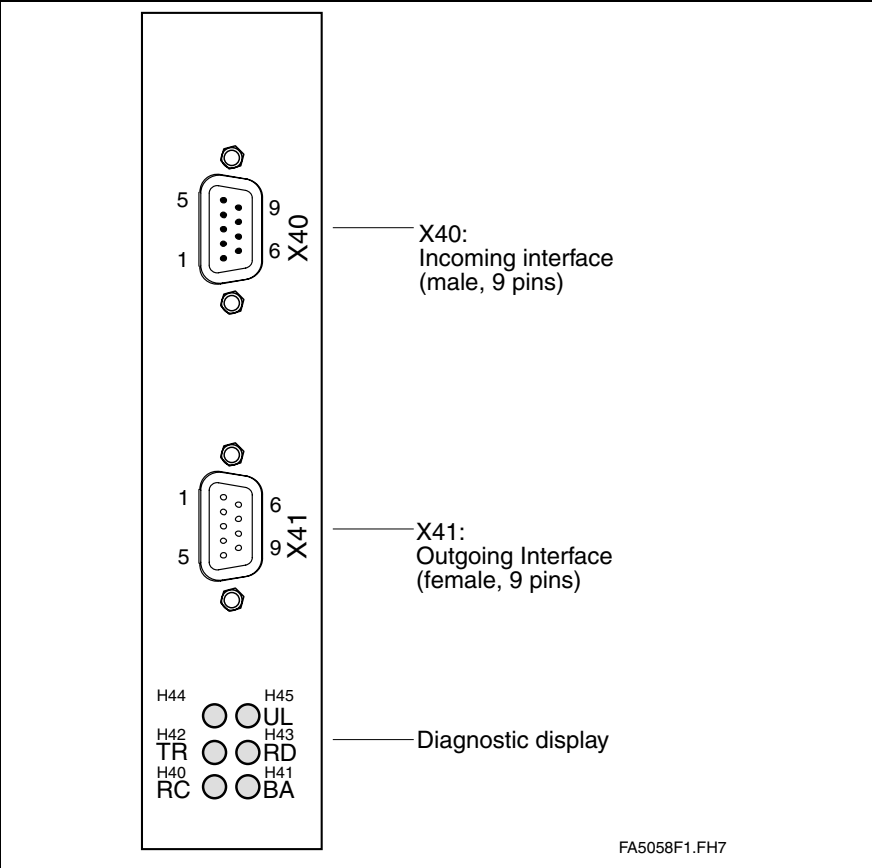 5
9
1
6
X40
X40:
Incoming interface
(male, 9 pins)
1
6
5
9
X41
X41:
Outgoing Interface
(female, 9 pins)
H44
H45
UL
H42
H43
TR
RD
H40
H41
RC
BA
Diagnostic display
FA5058F1.FH7